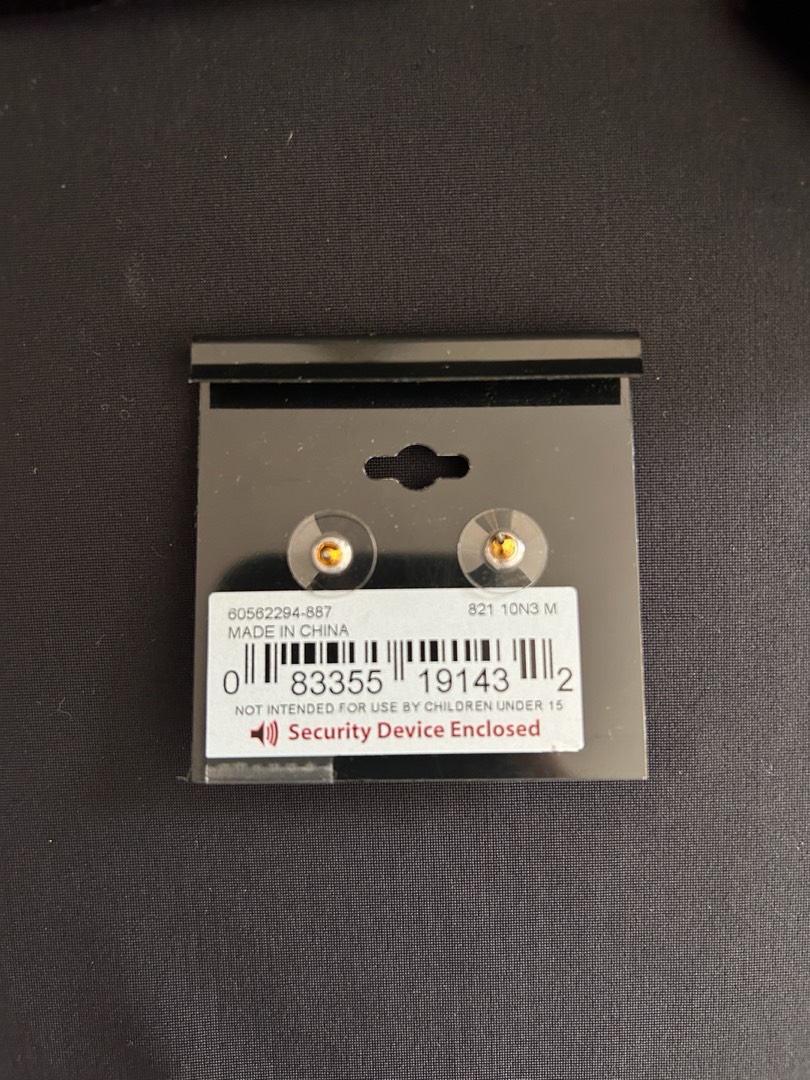 60562294-887 821 10N3 M
MADE IN CHINA
0 83355 19143 2
NOT INTENDED FOR USE BY CHILDREN UNDER 15
Security Device Enclosed